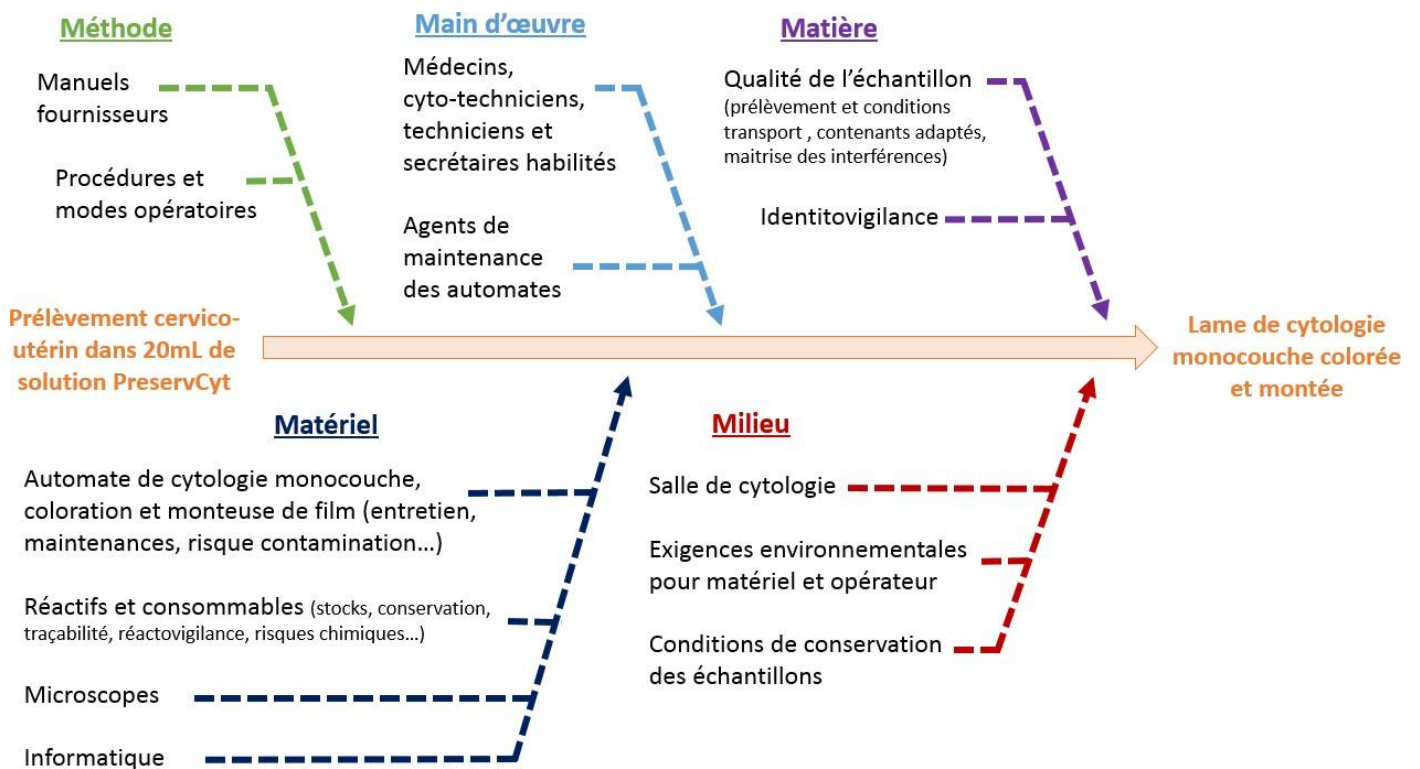 Méthode
Manuels
fournisseurs
Procédures et
modes opératoires
Main d’œuvre
Médecins,
cyto-techniciens,
techniciens et
secrétaires habilités
Agents de
maintenance
des automates
Matière
Qualité de l’échantillon
(prélèvement et conditions
transport , contenants adaptés,
maitrise des interférences)
Identitovigilance
Prélèvement cervico-
utérin dans 20mL de
solution PreservCyt
Lame de cytologie
monocouche colorée
et montée
Matériel
Automate de cytologie monocouche,
coloration et monteuse de film (entretien,
maintenances, risque contamination…)
Réactifs et consommables (stocks, conservation,
traçabilité, réactovigilance, risques chimiques…)
Microscopes
Informatique
Milieu
Salle de cytologie
Exigences environnementales
pour matériel et opérateur
Conditions de conservation
des échantillons